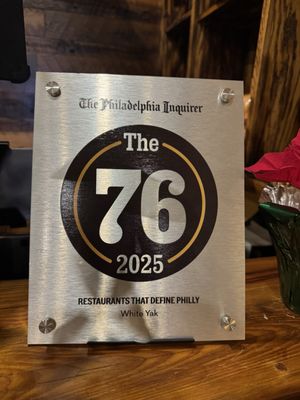 The Philadelphia Inquirer
The
76
2025
RESTAURANTS THAT DEFINE PHILLY
White Yak